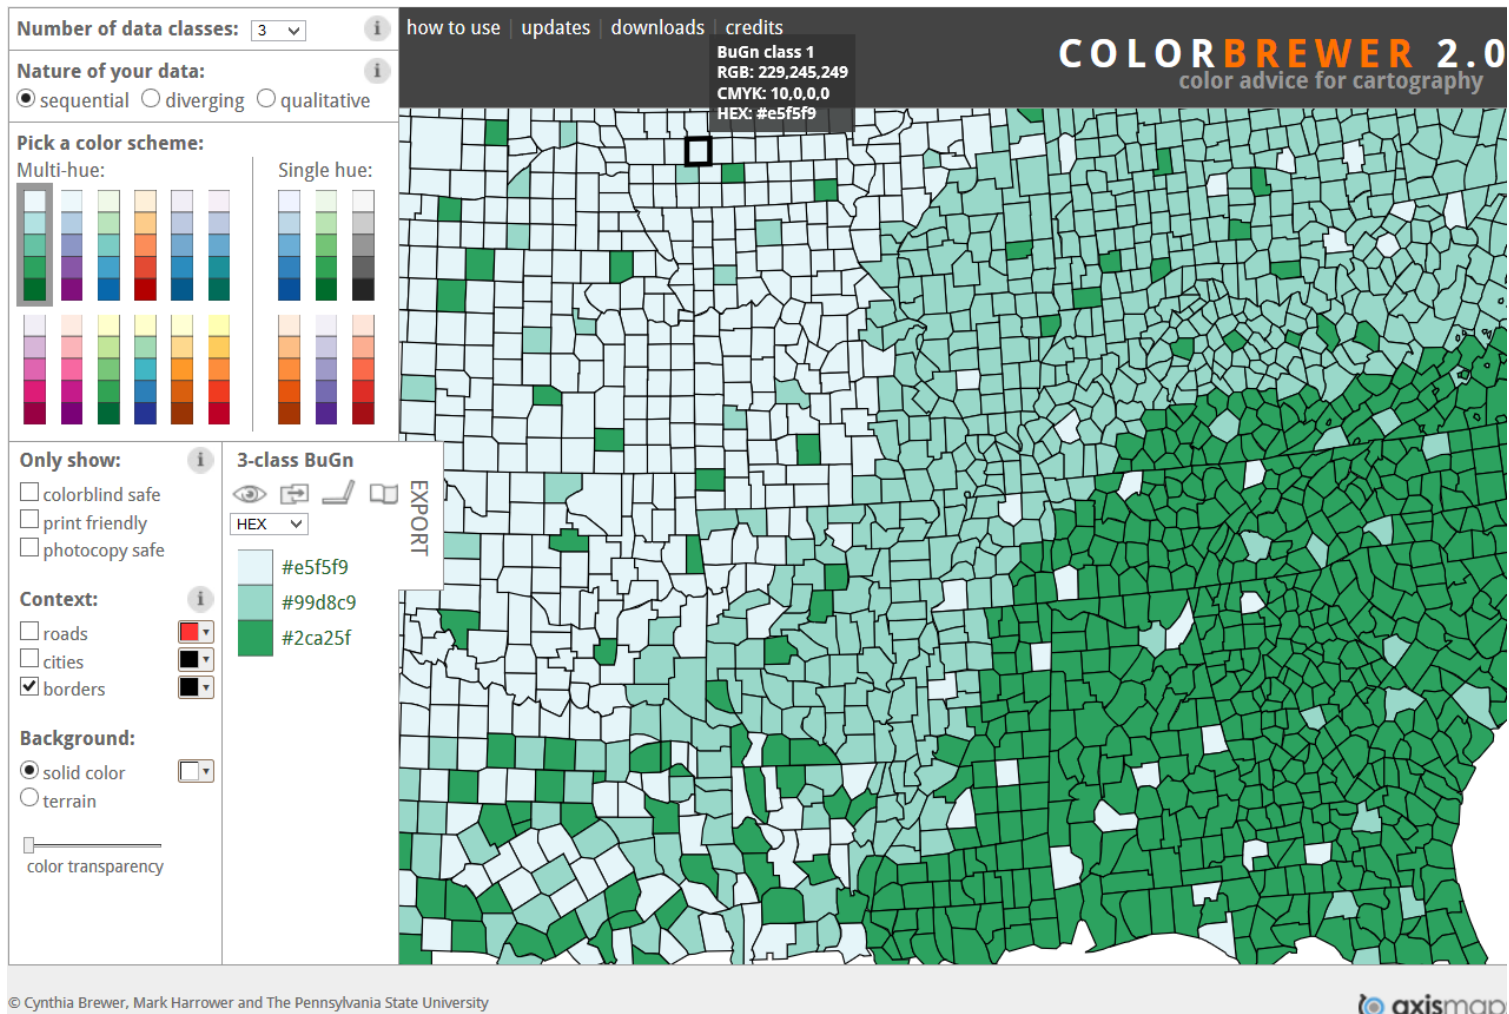 Number of data classes: 3 i
how to use | updates | downloads | credits
COLORBREWER 2.0
color advice for cartography
BuGn class 1
RGB: 229,245,249
CMYK: 10,0,0,0
HEX: #e5f5f9
Nature of your data: i
sequential diverging qualitative
Pick a color scheme:
Multi-hue: Single hue:
Only show: i
colorblind safe
print friendly
photocopy safe
Context: i
roads
cities
borders
Background:
solid color
terrain
color transparency
3-class BuGn
HEX
#e5f5f9
#99d8c9
#2ca25f
EXPORT
© Cynthia Brewer, Mark Harrower and The Pennsylvania State University
axismaps